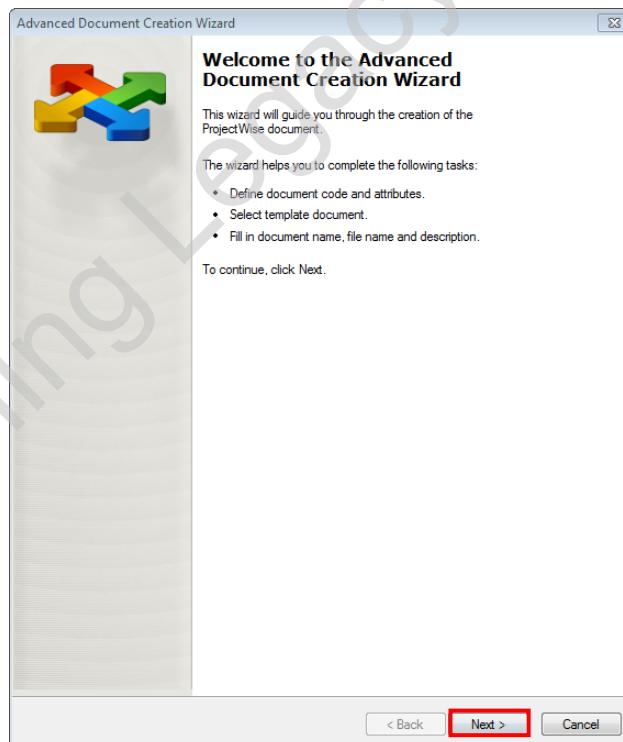 Advanced Document Creation Wizard
Welcome to the Advanced
Document Creation Wizard
This wizard will guide you through the creation of the
ProjectWise document.
The wizard helps you to complete the following tasks:
• Define document code and attributes.
• Select template document.
• Fill in document name, file name and description.
To continue, click Next.
< Back
Next >
Cancel
ing Legacy